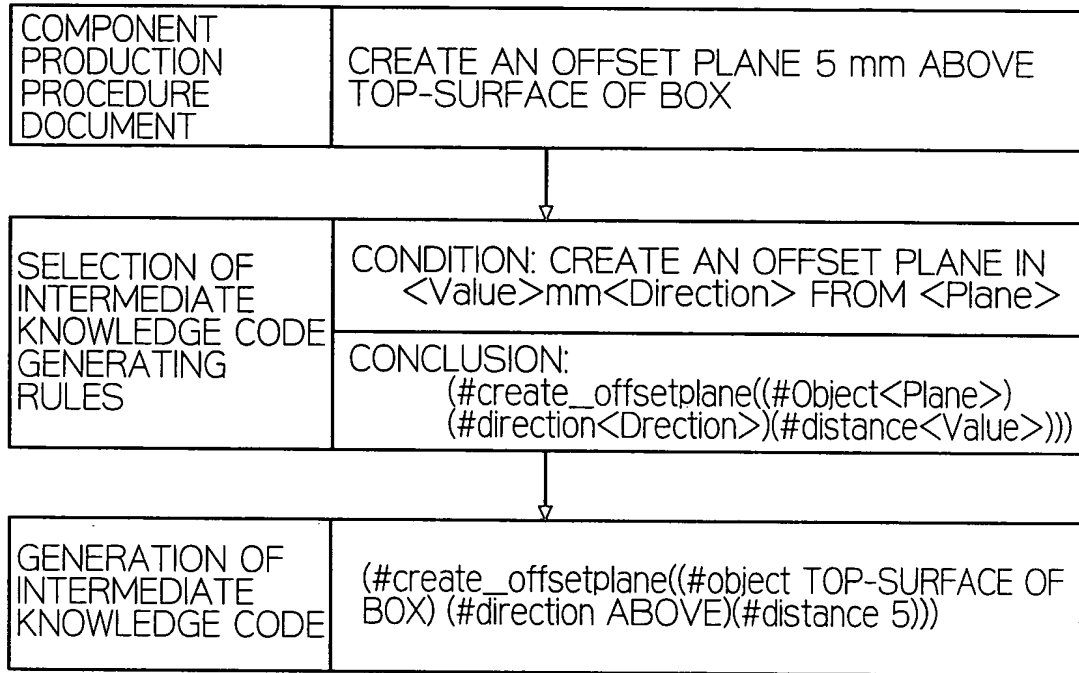 COMPONENT
PRODUCTION
PROCEDURE
DOCUMENT
CREATE AN OFFSET PLANE 5 mm ABOVE
TOP-SURFACE OF BOX
SELECTION OF
INTERMEDIATE
KNOWLEDGE CODE
GENERATING
RULES
CONDITION: CREATE AN OFFSET PLANE IN
<Value>mm<Direction> FROM <Plane>
CONCLUSION:
(#create_offsetplane((#Object<Plane>)
(#direction<Drection>)(#distance<Value>)))
GENERATION OF
INTERMEDIATE
KNOWLEDGE CODE
(#create_offsetplane((#object TOP-SURFACE OF
BOX) (#direction ABOVE)(#distance 5)))